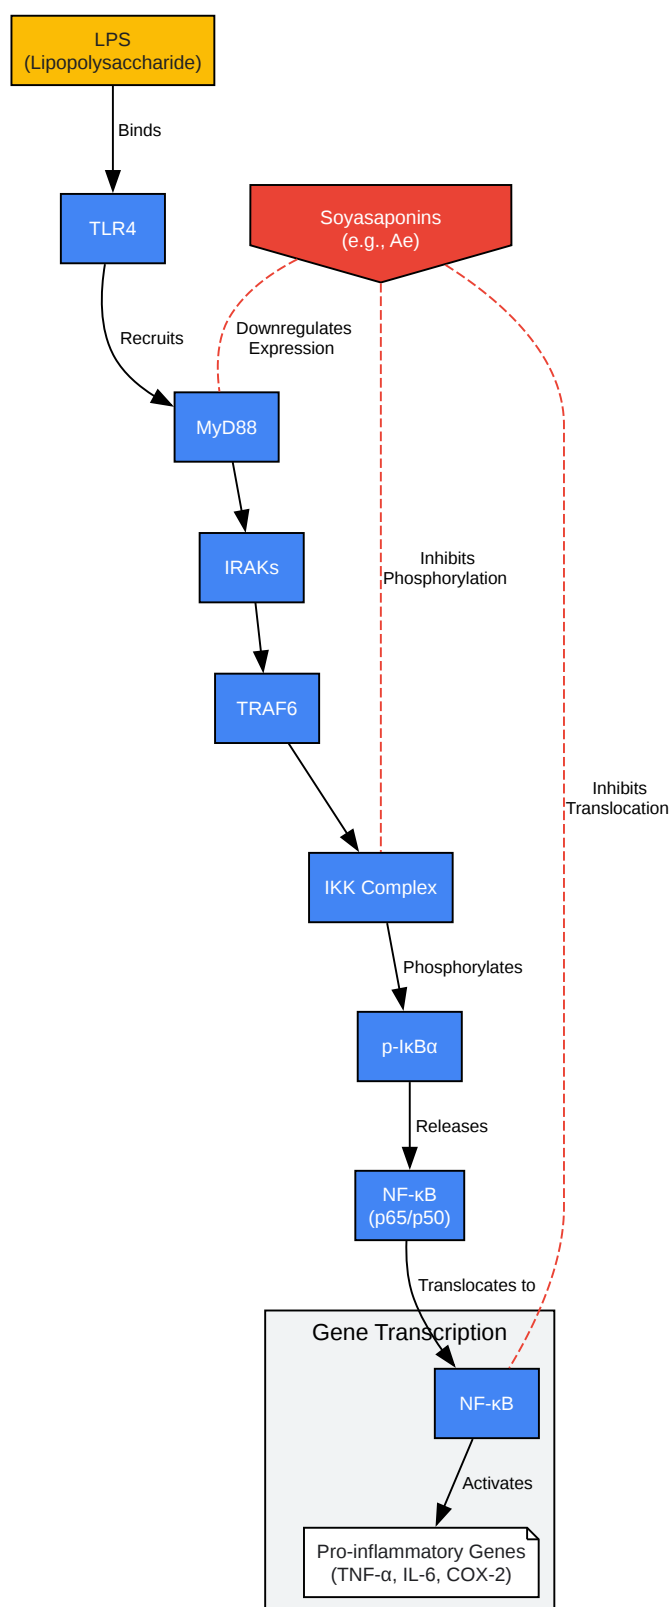 LPS
(Lipopolysaccharide)
Binds
TLR4
Soyasaponins
(e.g., Ae)
Recruits
Downregulates
Expression
MyD88
IRAKs
Inhibits
Phosphorylation
TRAF6
Inhibits
Translocation
IKK Complex
Phosphorylates
p-IκBα
Releases
NF-κB
(p65/p50)
Translocates to
Gene Transcription
NF-κB
Activates
Pro-inflammatory Genes
(TNF-α, IL-6, COX-2)